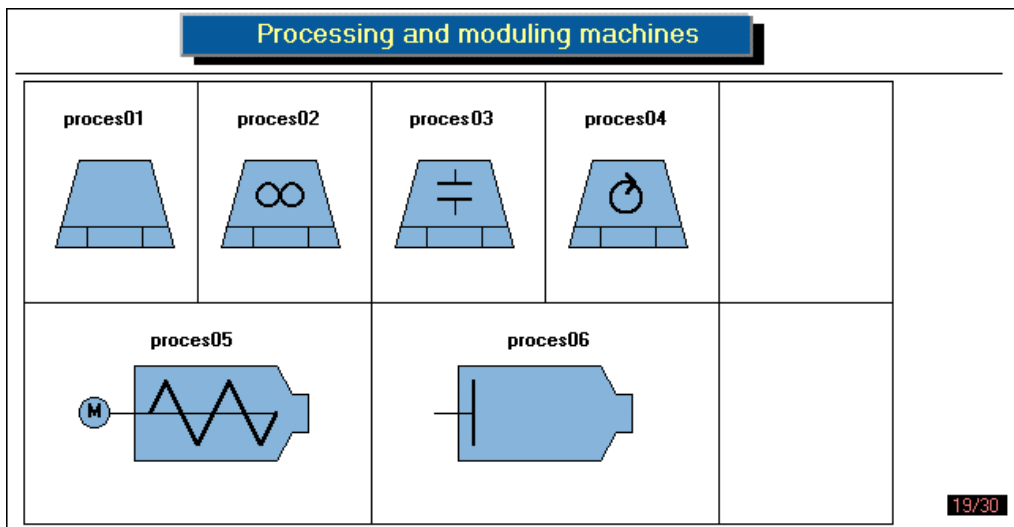 Processing and moduling machines
proces01 proces02 proces03 proces04
proces05 proces06
M
19/30